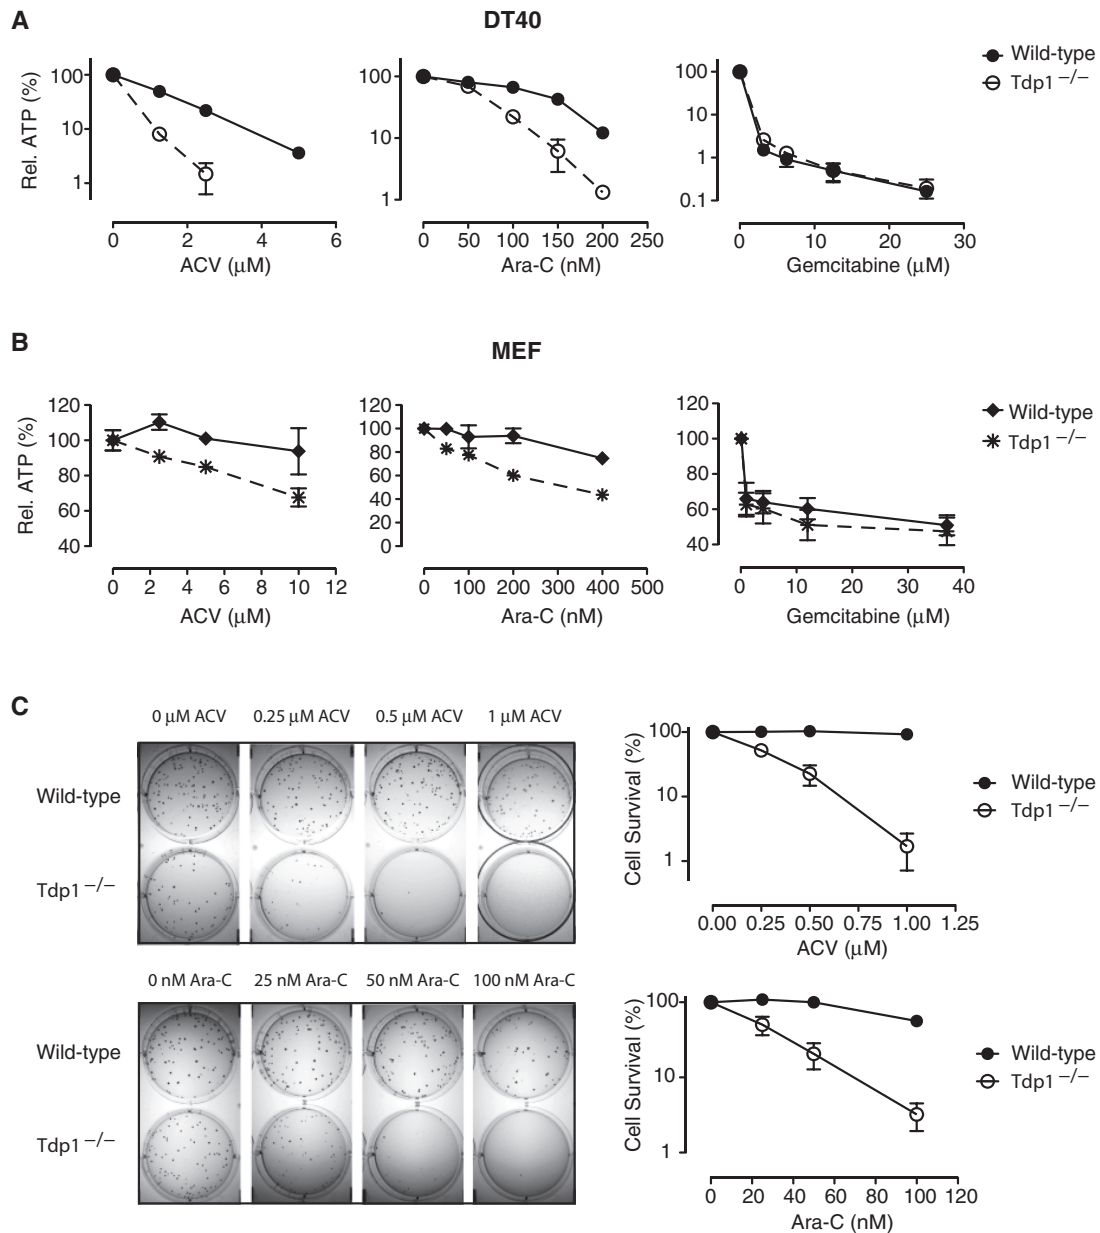 A
DT40
Rel. ATP (%)
100
10
1
0 2 4 6
ACV (μM)
100
10
1
0 50 100 150 200 250
Ara-C (nM)
100
10
1
0.1
0 10 20 30
Gemcitabine (μM)
Wild-type
Tdp1 −/−
B
MEF
Rel. ATP (%)
120
100
80
60
40
0 2 4 6 8 10 12
ACV (μM)
120
100
80
60
40
20
0
0 100 200 300 400 500
Ara-C (nM)
120
100
80
60
40
0 10 20 30 40
Gemcitabine (μM)
Wild-type
Tdp1 −/−
C
0 μM ACV 0.25 μM ACV 0.5 μM ACV 1 μM ACV
Wild-type
Tdp1 −/−
Cell Survival (%)
100
10
1
0.00 0.25 0.50 0.75 1.00 1.25
ACV (μM)
Wild-type
Tdp1 −/−
0 nM Ara-C 25 nM Ara-C 50 nM Ara-C 100 nM Ara-C
Wild-type
Tdp1 −/−
Cell Survival (%)
100
10
1
0 20 40 60 80 100 120
Ara-C (nM)
Wild-type
Tdp1 −/−